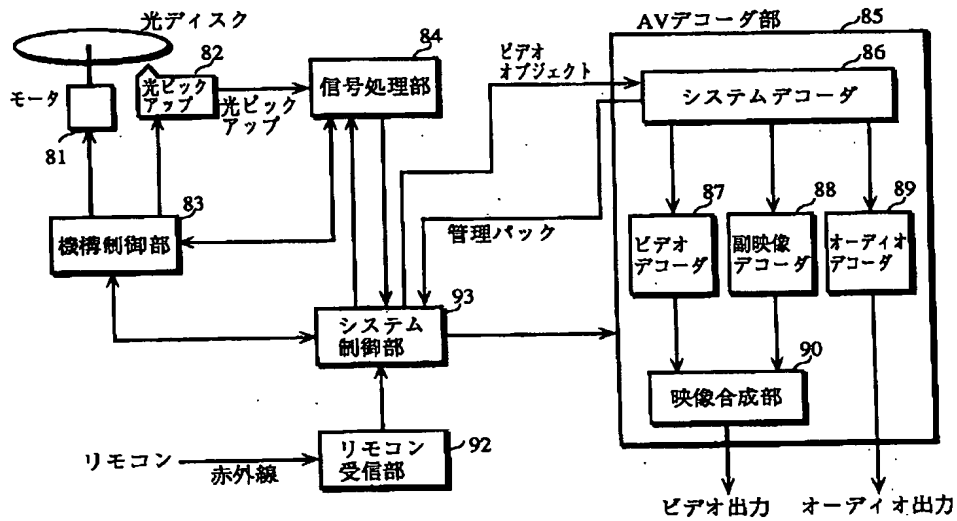 光ディスク
モータ
81
光ピック
アップ
82
光ピック
アップ
84
信号処理部
ビデオ
オブジェクト
AVデコーダ部
85
86
システムデコーダ
83
機構制御部
管理パック
87
ビデオ
デコーダ
88
副映像
デコーダ
89
オーディオ
デコーダ
93
システム
制御部
90
映像合成部
リモコン
赤外線
リモコン
受信部
92
ビデオ出力
オーディオ出力